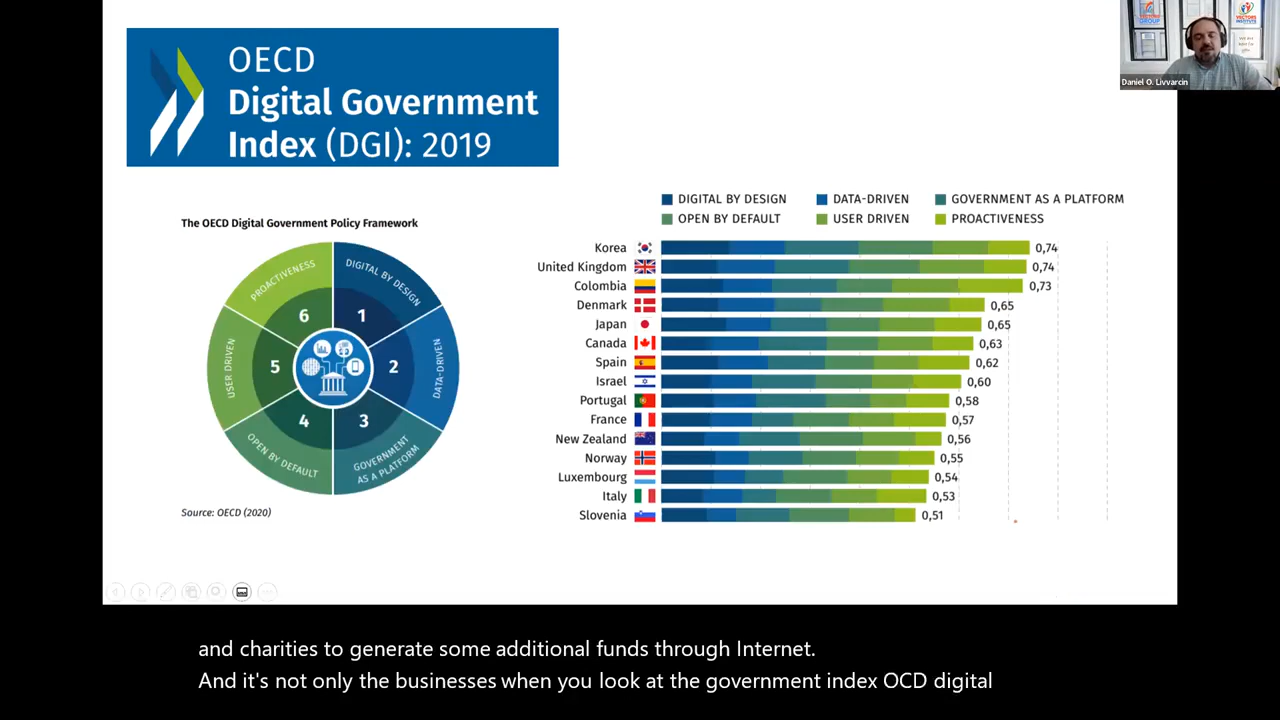 OECD
Digital Government
Index (DGI): 2019
VECTORS
GROUP
VECTORS
INSTITUTE
Daniel O. Livvarcin
The OECD Digital Government Policy Framework
PROACTIVENESS
DIGITAL BY DESIGN
6
1
USER DRIVEN
5
2
DATA-DRIVEN
4
3
OPEN BY DEFAULT
GOVERNMENT
AS A PLATFORM
Source: OECD (2020)
DIGITAL BY DESIGN DATA-DRIVEN GOVERNMENT AS A PLATFORM
OPEN BY DEFAULT USER DRIVEN PROACTIVENESS
Korea 0,74
United Kingdom 0,74
Colombia 0,73
Denmark 0,65
Japan 0,65
Canada 0,63
Spain 0,62
Israel 0,60
Portugal 0,58
France 0,57
New Zealand 0,56
Norway 0,55
Luxembourg 0,54
Italy 0,53
Slovenia 0,51
and charities to generate some additional funds through Internet.
And it's not only the businesses when you look at the government index OCD digital